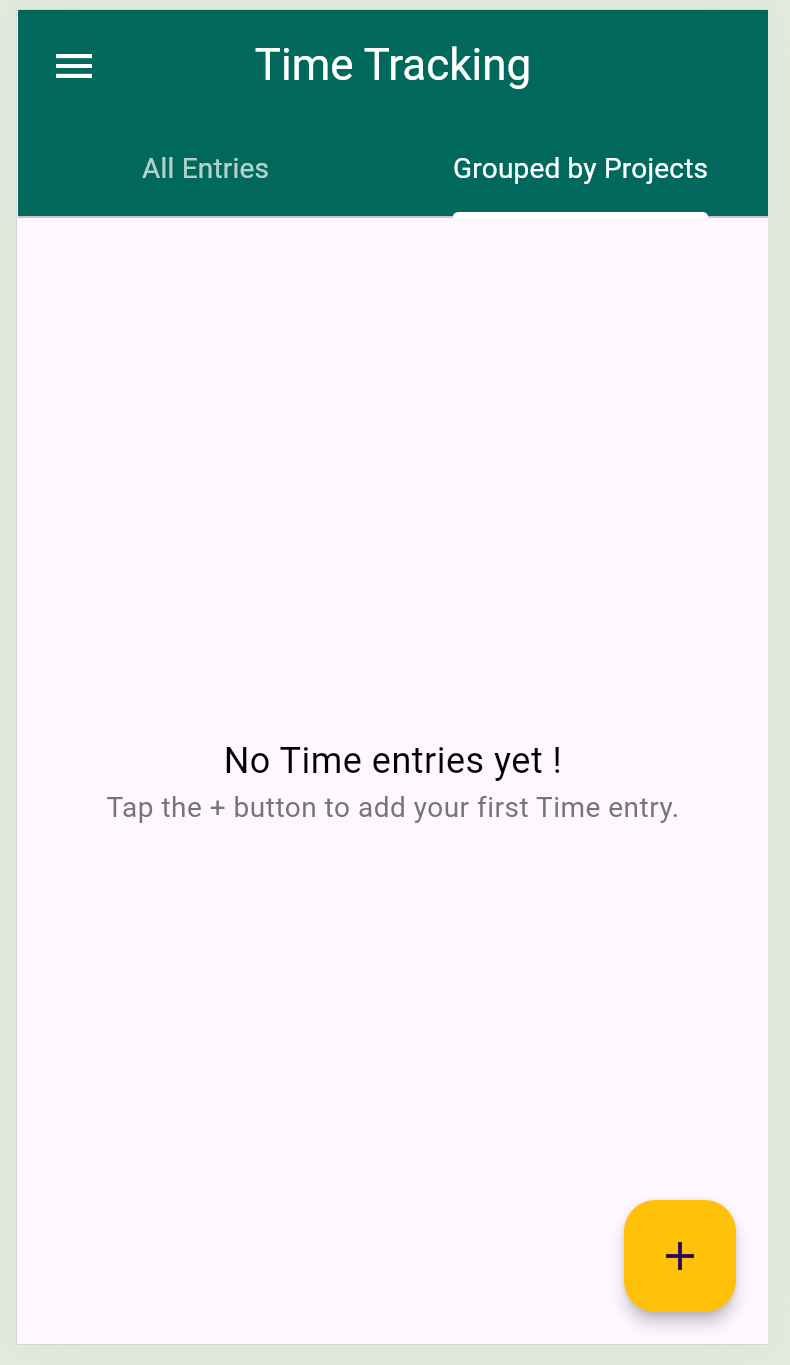 Time Tracking
All Entries
Grouped by Projects
No Time entries yet !
Tap the + button to add your first Time entry.
+